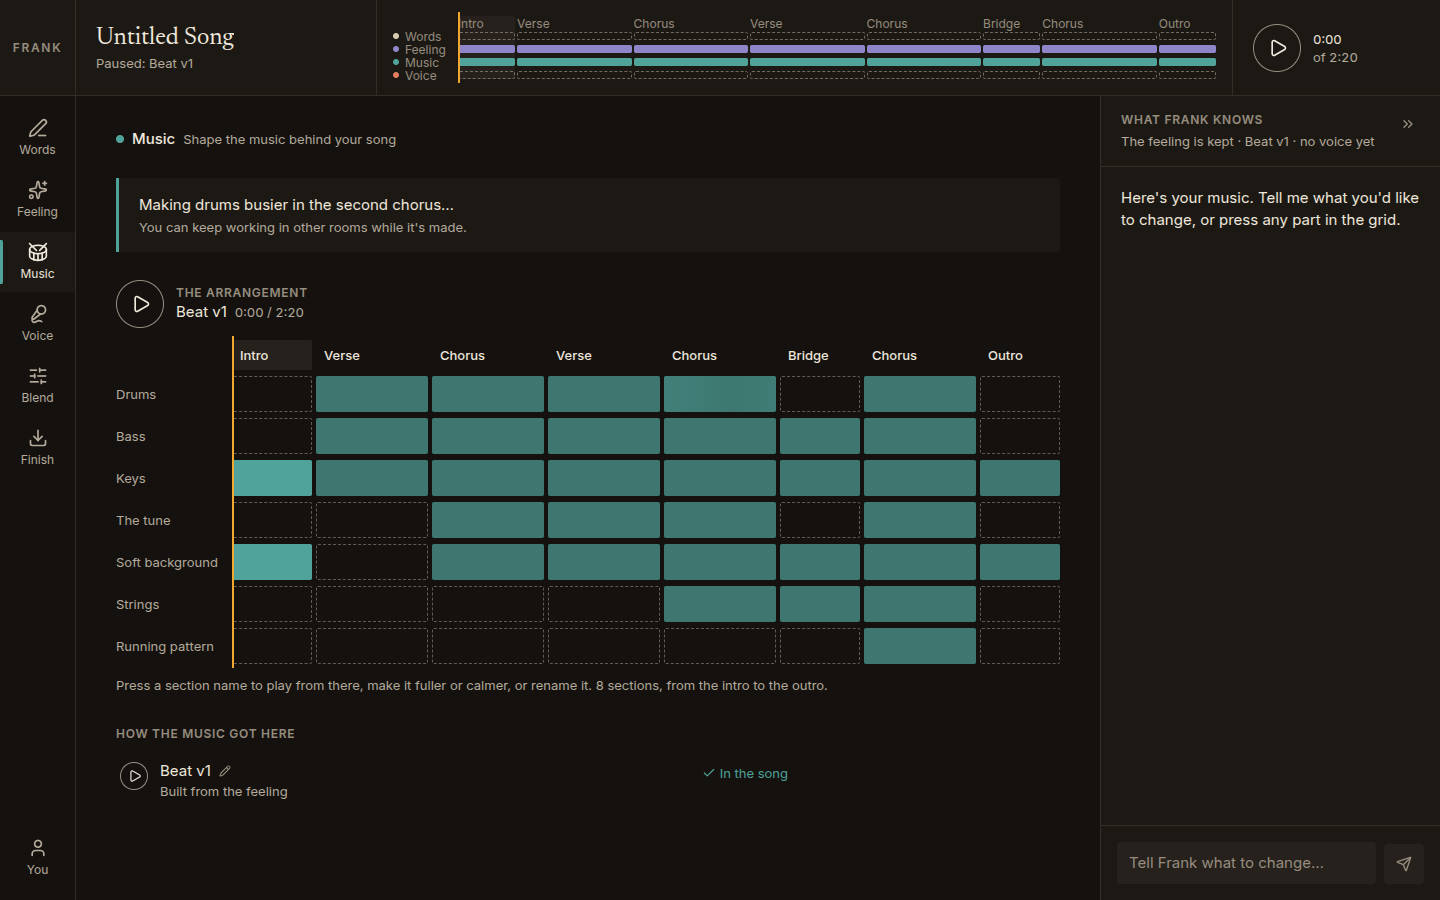 FRANK
Untitled Song
Paused: Beat v1
Intro Verse Chorus Verse Chorus Bridge Chorus Outro
Words
Feeling
Music
Voice
0:00
of 2:20
Words
Feeling
Music
Voice
Blend
Finish
You
Music Shape the music behind your song
Making drums busier in the second chorus...
You can keep working in other rooms while it's made.
THE ARRANGEMENT
Beat v1 0:00 / 2:20
Intro Verse Chorus Verse Chorus Bridge Chorus Outro
Drums
Bass
Keys
The tune
Soft background
Strings
Running pattern
Press a section name to play from there, make it fuller or calmer, or rename it. 8 sections, from the intro to the outro.
HOW THE MUSIC GOT HERE
Beat v1
Built from the feeling
In the song
WHAT FRANK KNOWS
The feeling is kept · Beat v1 · no voice yet
Here's your music. Tell me what you'd like
to change, or press any part in the grid.
Tell Frank what to change...